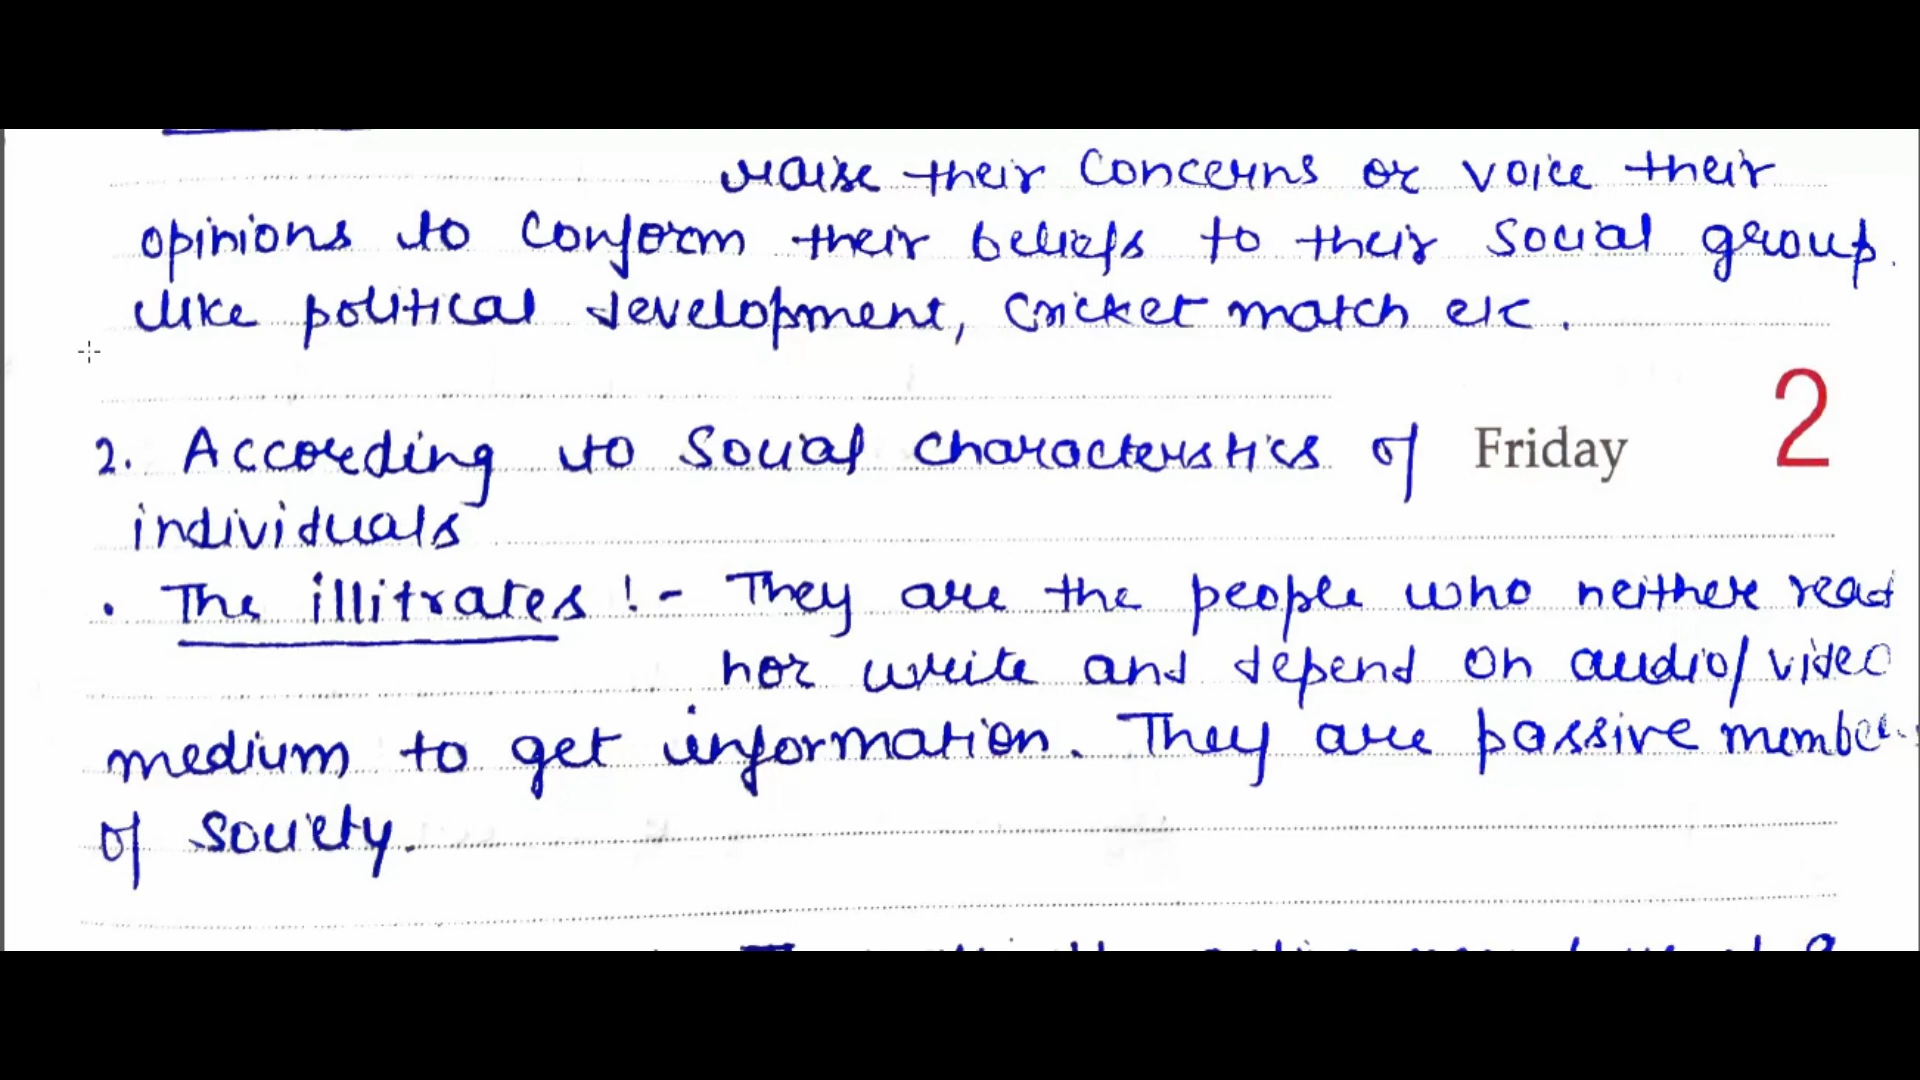 raise their concerns or voice their
opinions to conform their beliefs to their social group.
like political development, cricket match etc.
2. According to social characteristics of Friday 2
individuals
. The illitrates :- They are the people who neither read
nor write and depend on audio/video
medium to get information. They are passive members
of society.